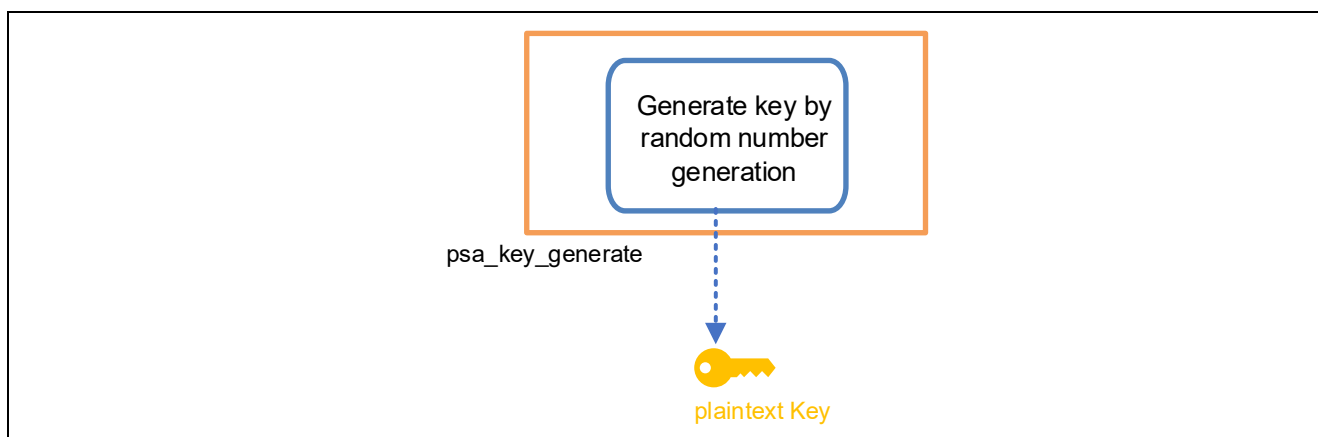 Generate key by
random number
generation
psa_key_generate
plaintext Key